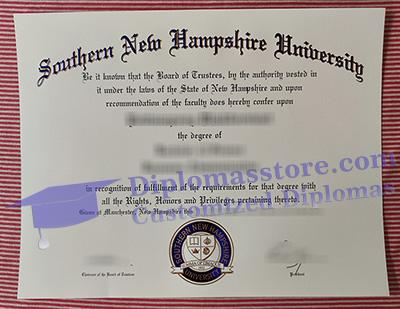 Southern New Hampshire University
Be it known that the Board of Trustees, by the authority vested in
it under the laws of the State of New Hampshire and upon
recommendation of the faculty does hereby confer upon
the degree of
in recognition of fulfillment of the requirements for that degree with
all the Rights, Honors and Privileges pertaining thereto.
Given at Manchester, New Hampshire
Diplomasstore.com
Customized Diplomas
SOUTHERN NEW HAMPSHIRE
UNIVERSITY
Chairman of the Board of Trustees
President